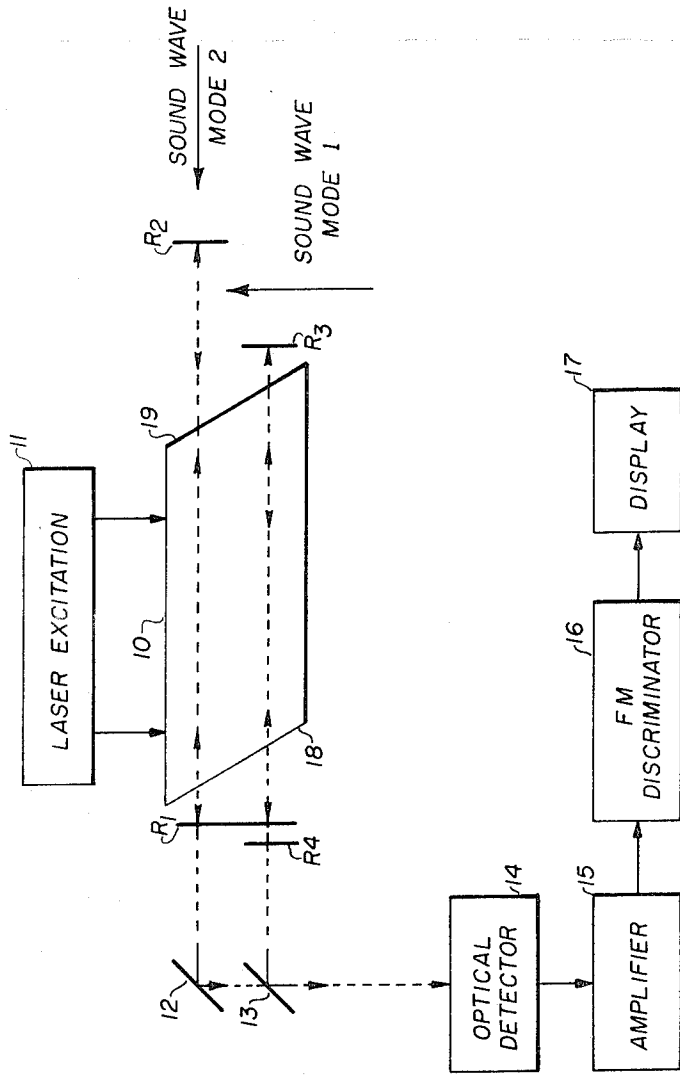 11
LASER EXCITATION
10
19
R2
SOUND WAVE
MODE 2
SOUND WAVE
MODE 1
R3
18
R1
R4
12
13
14
OPTICAL
DETECTOR
15
AMPLIFIER
16
FM
DISCRIMINATOR
17
DISPLAY